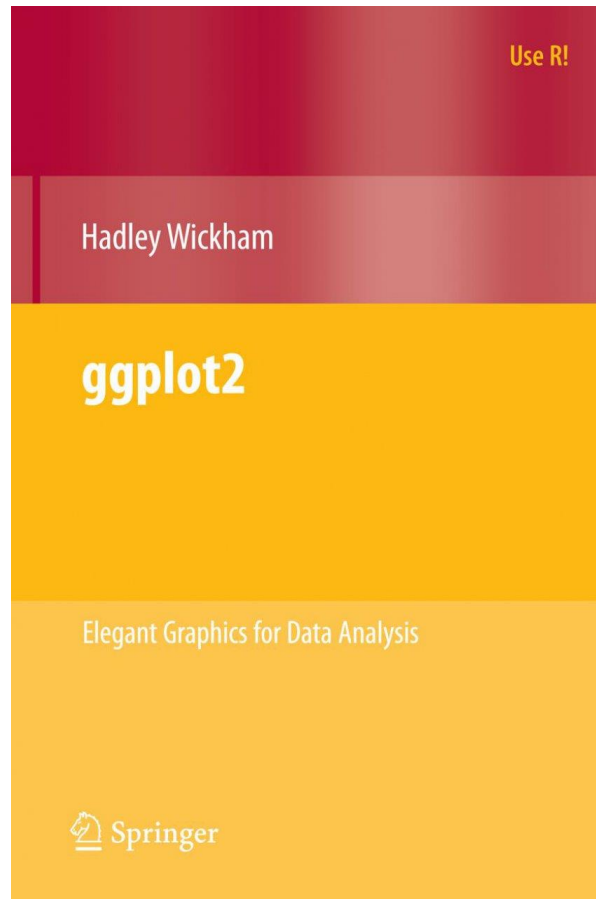 Use R!
Hadley Wickham
ggplot2
Elegant Graphics for Data Analysis
Springer